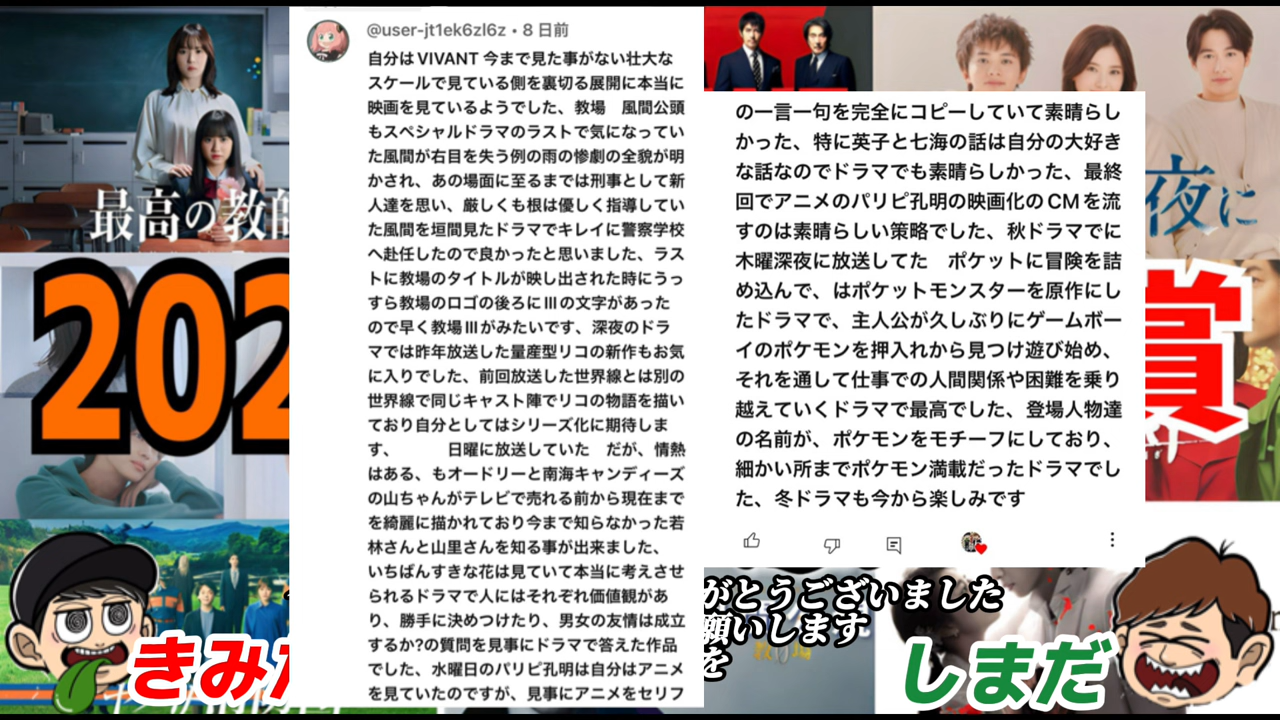 @user-jt1ek6zl6z・8 日前
自分は VIVANT 今まで見た事がない壮大な
スケールで見ている側を裏切る展開に本当に
映画を見ているようでした、教場　風間公頭
もスペシャルドラマのラストで気になってい
た風間が右目を失う例の雨の惨劇の全貌が明
かされ、あの場面に至るまでは刑事として新
人達を思い、厳しくも根は優しく指導してい
た風間を垣間見たドラマでキレイに警察学校
へ赴任したので良かったと思いました、ラス
トに教場のタイトルが映し出された時にうっ
すら教場のロゴの後ろにⅢの文字があった
ので早く教場Ⅲがみたいです、深夜のドラ
マでは昨年放送した量産型リコの新作もお気
に入りでした、前回放送した世界線とは別の
世界線で同じキャスト陣でリコの物語を描い
ており自分としてはシリーズ化に期待しま
す、　　　日曜に放送していた　だが、情熱
はある、もオードリーと南海キャンディーズ
の山ちゃんがテレビで売れる前から現在まで
を綺麗に描かれており今まで知らなかった若
林さんと山里さんを知る事が出来ました、
いちばんすきな花は見ていて本当に考えさせ
られるドラマで人にはそれぞれ価値観があ
り、勝手に決めつけたり、男女の友情は成立
するか?の質問を見事にドラマで答えた作品
でした、水曜日のパリピ孔明は自分はアニメ
を見ていたのですが、見事にアニメをセリフ
の一言一句を完全にコピーしていて素晴らし
かった、特に英子と七海の話は自分の大好き
な話なのでドラマでも素晴らしかった、最終
回でアニメのパリピ孔明の映画化の CM を流
すのは素晴らしい策略でした、秋ドラマでに
木曜深夜に放送してた　ポケットに冒険を詰
め込んで、はポケットモンスターを原作にし
たドラマで、主人公が久しぶりにゲームボー
イのポケモンを押入れから見つけ遊び始め、
それを通して仕事での人間関係や困難を乗り
越えていくドラマで最高でした、登場人物達
の名前が、ポケモンをモチーフにしており、
細かい所までポケモン満載だったドラマでし
た、冬ドラマも今から楽しみです
最高の教師
202
夜に
賞
がとうございました
願いします
を
教場
きみ
しまだ